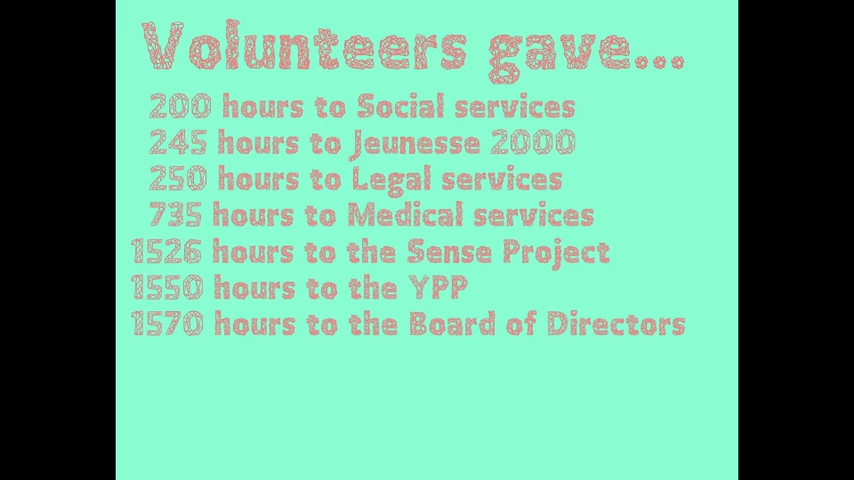 Volunteers gave...
200 hours to Social services
245 hours to Jeunesse 2000
250 hours to Legal services
735 hours to Medical services
1526 hours to the Sense Project
1550 hours to the YPP
1570 hours to the Board of Directors